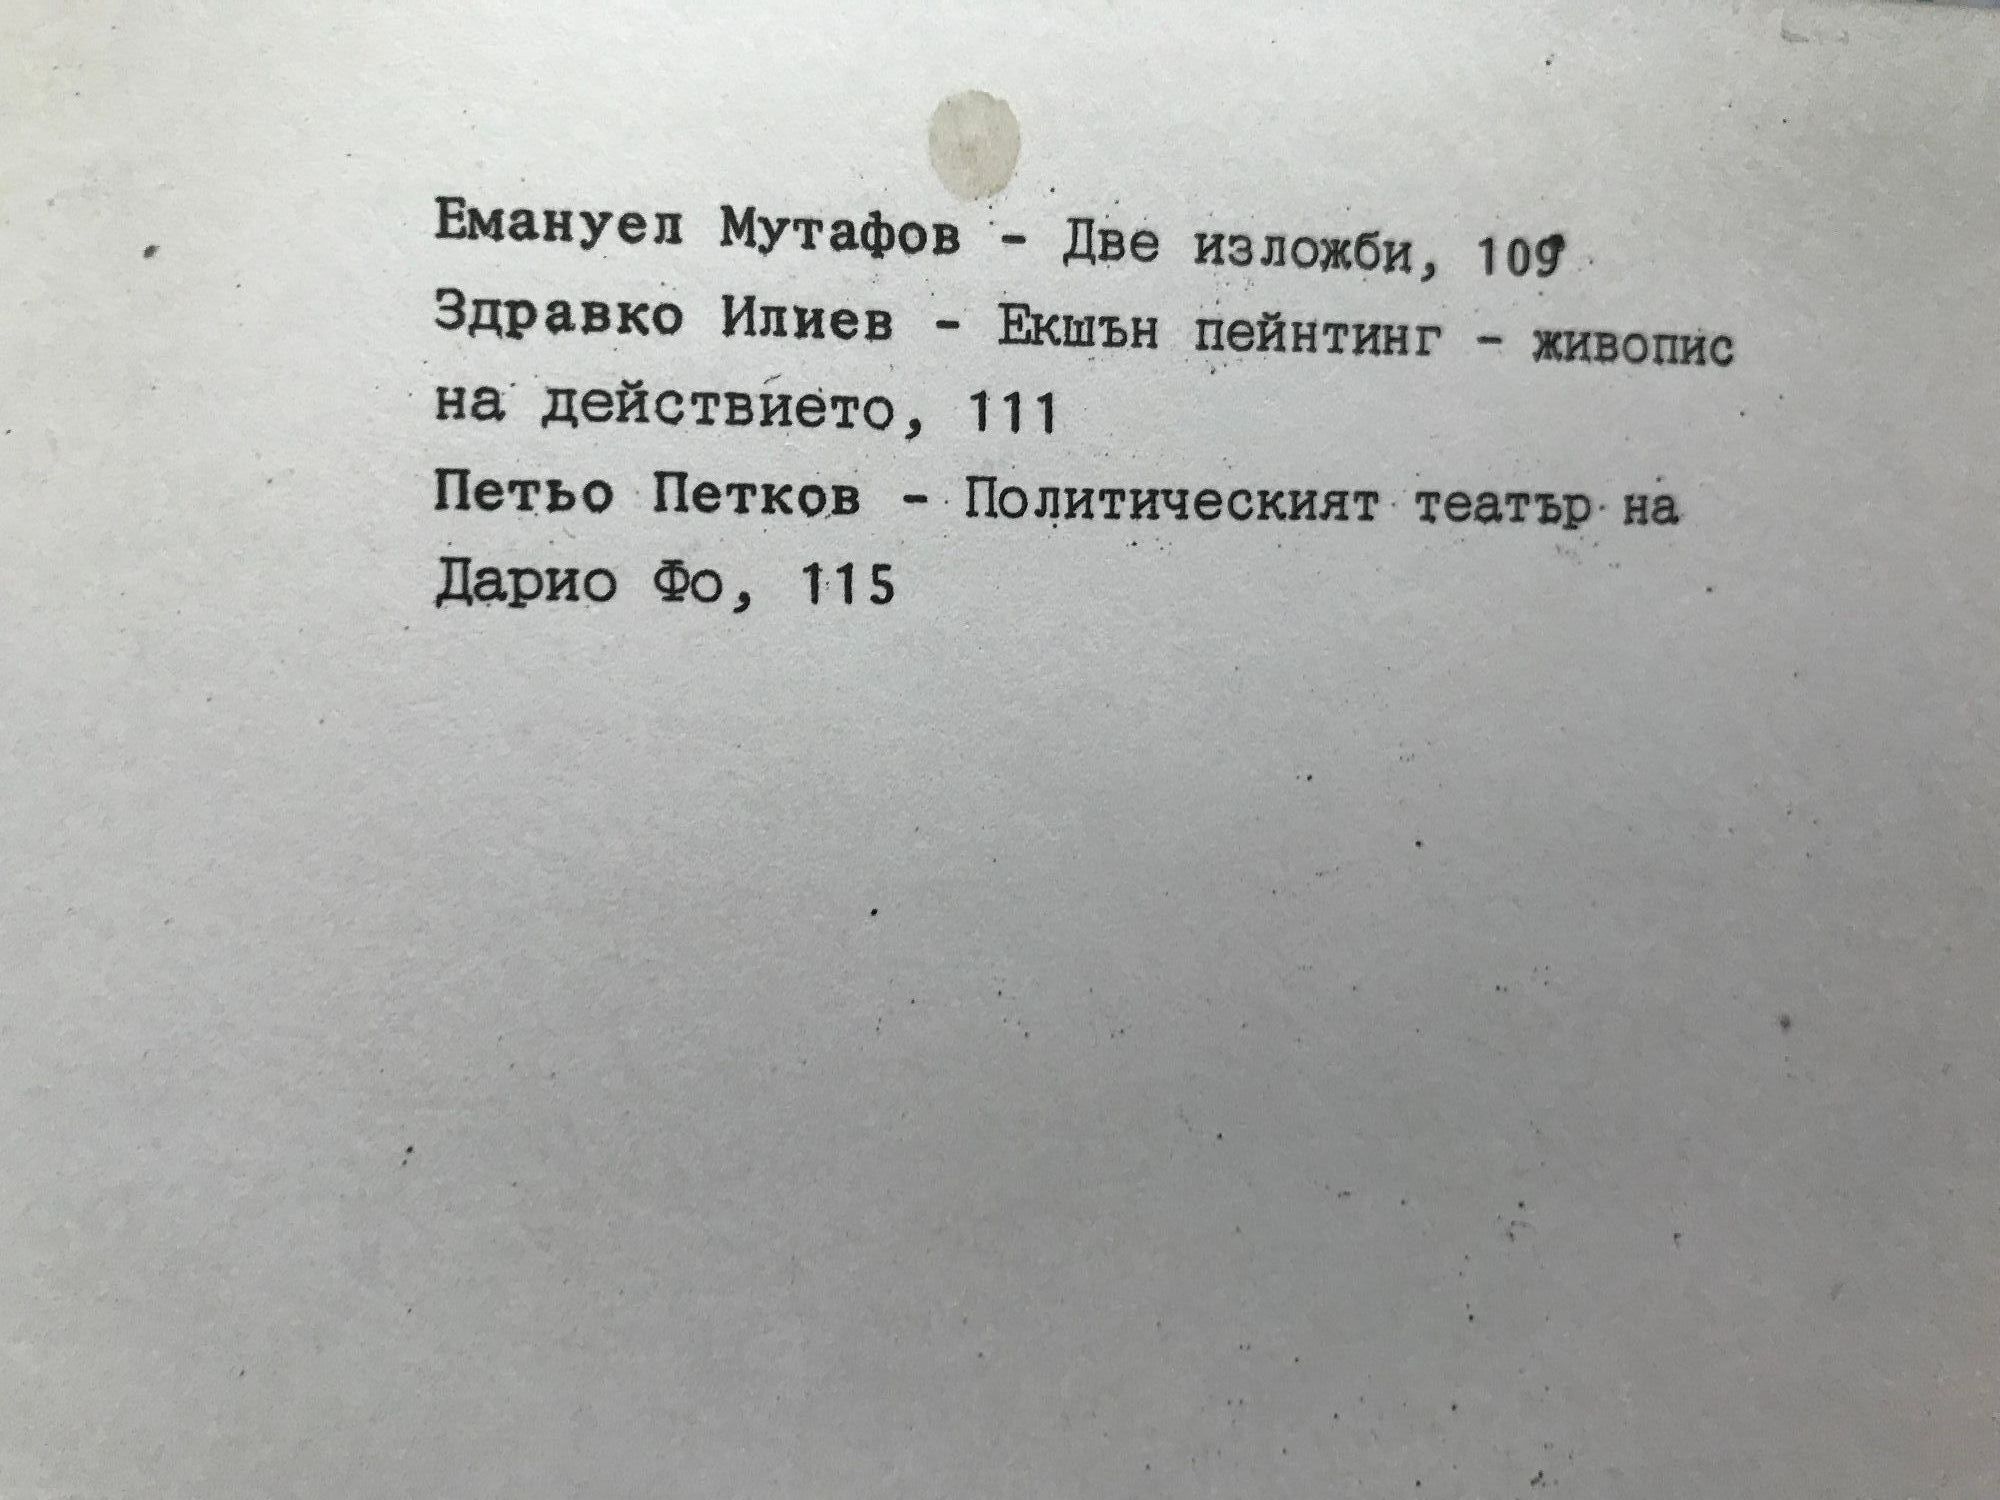 Емануел Мутафов - Две изложби, 109
Здравко Илиев - Екшън пейнтинг - живопис
на действието, 111
Петьо Петков - Политическият театър на
Дарио Фо, 115